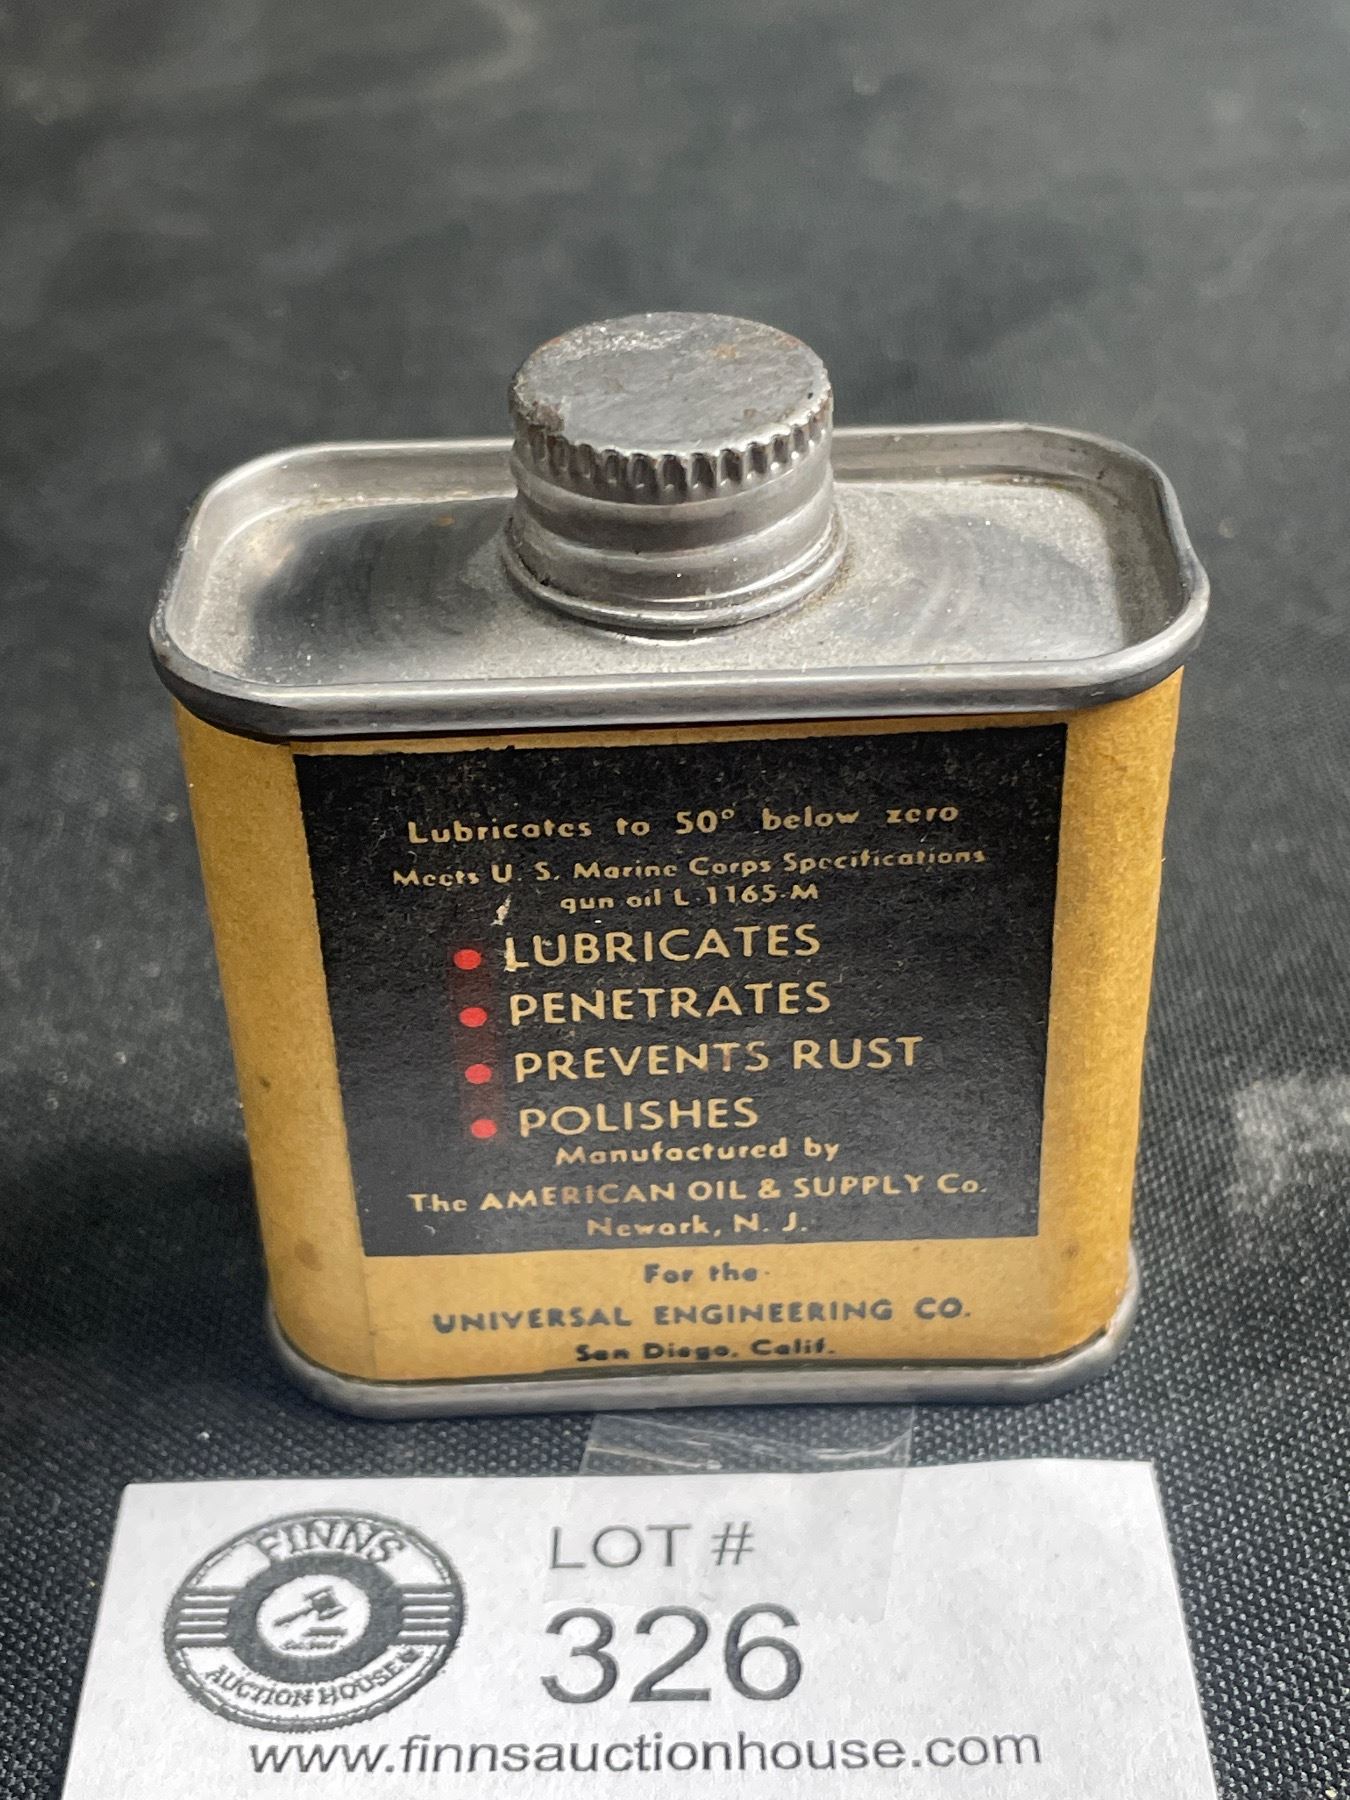 Lubricates to 50° below zero
Meets U. S. Marine Corps Specifications
gun oil L-1165-M
• LUBRICATES
• PENETRATES
• PREVENTS RUST
• POLISHES
Manufactured by
The AMERICAN OIL & SUPPLY Co.
Newark, N. J.
For the
UNIVERSAL ENGINEERING CO.
San Diego, Calif.
FINNS
AUCTION HOUSE
LOT #
326
www.finnsauctionhouse.com